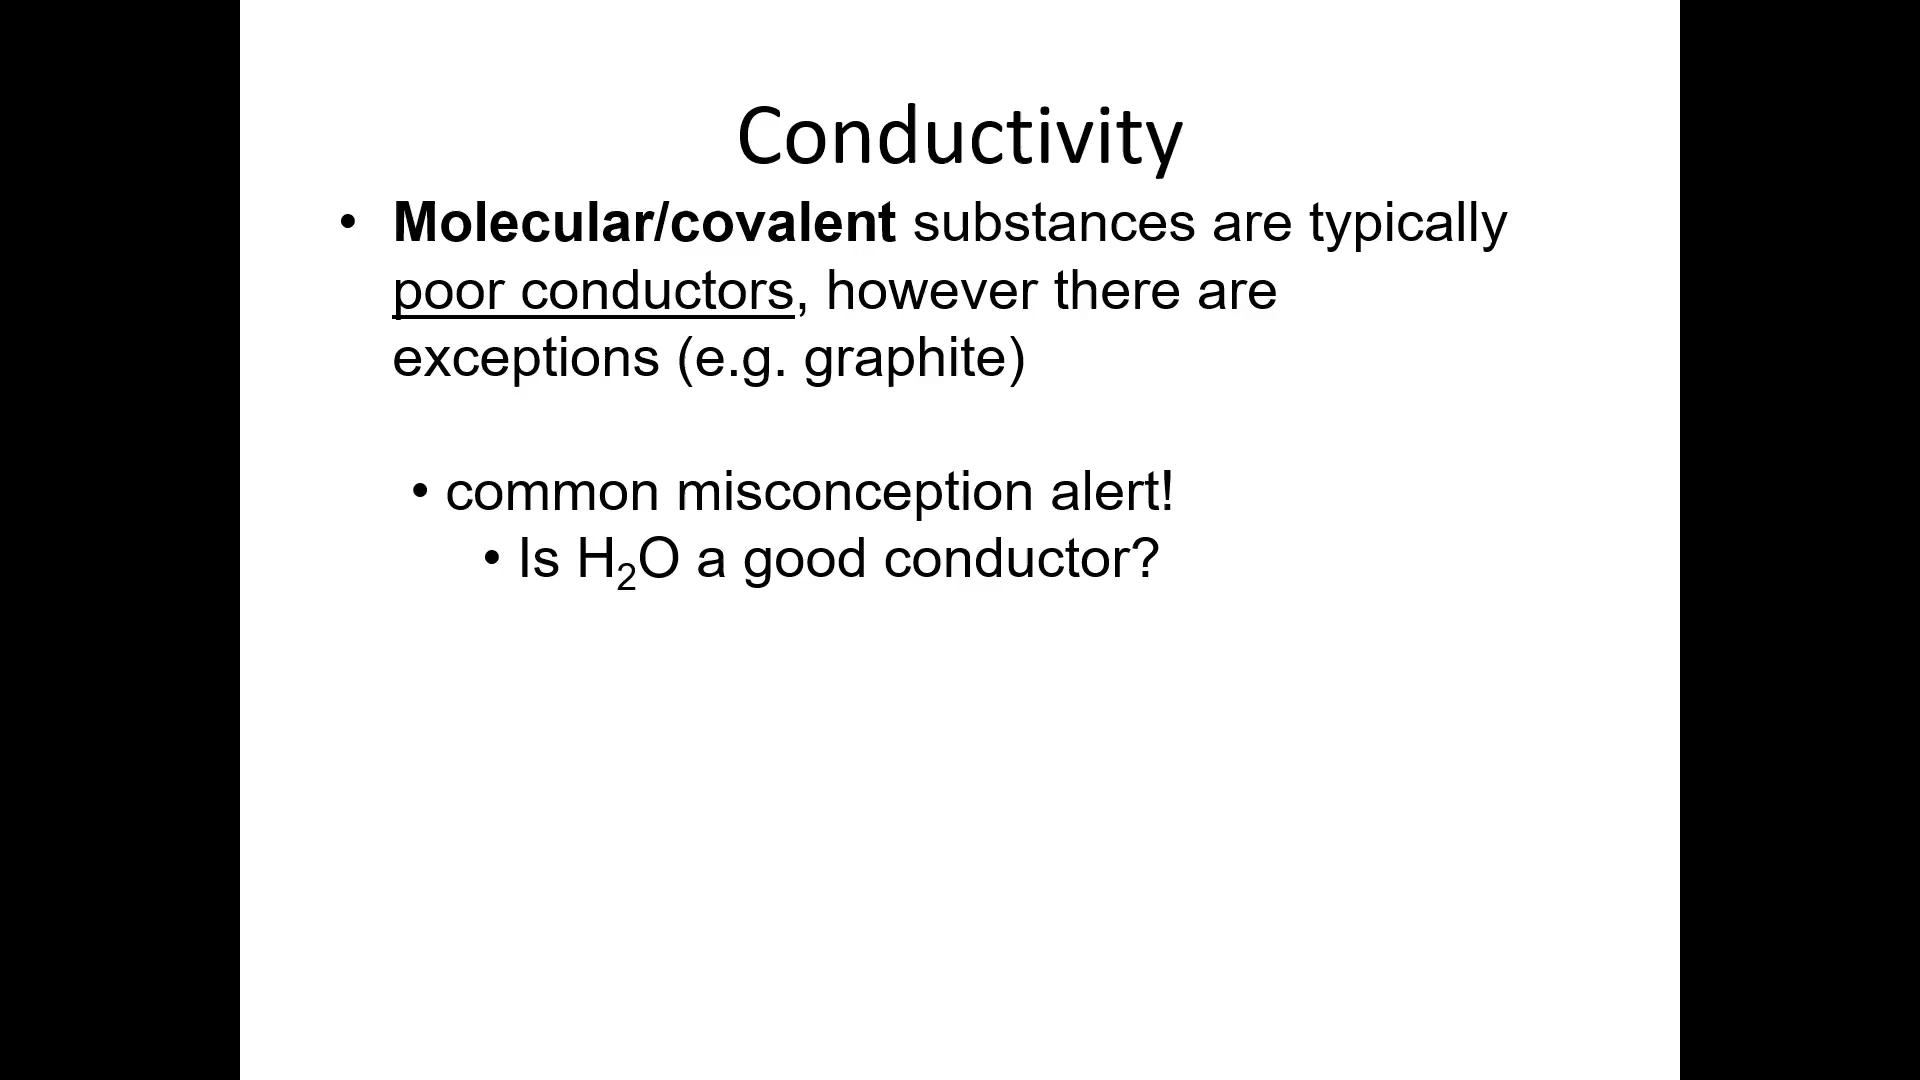 Conductivity
• Molecular/covalent substances are typically
poor conductors, however there are
exceptions (e.g. graphite)
• common misconception alert!
• Is H₂O a good conductor?